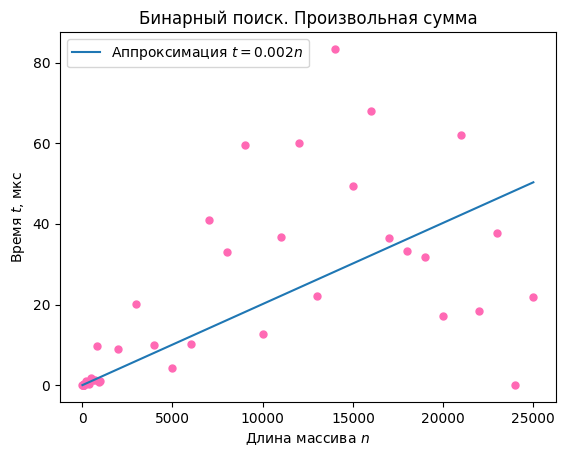 Бинарный поиск. Произвольная сумма
Аппроксимация t = 0.002n
Время t, мкс
80
60
40
20
0
0 5000 10000 15000 20000 25000
Длина массива n